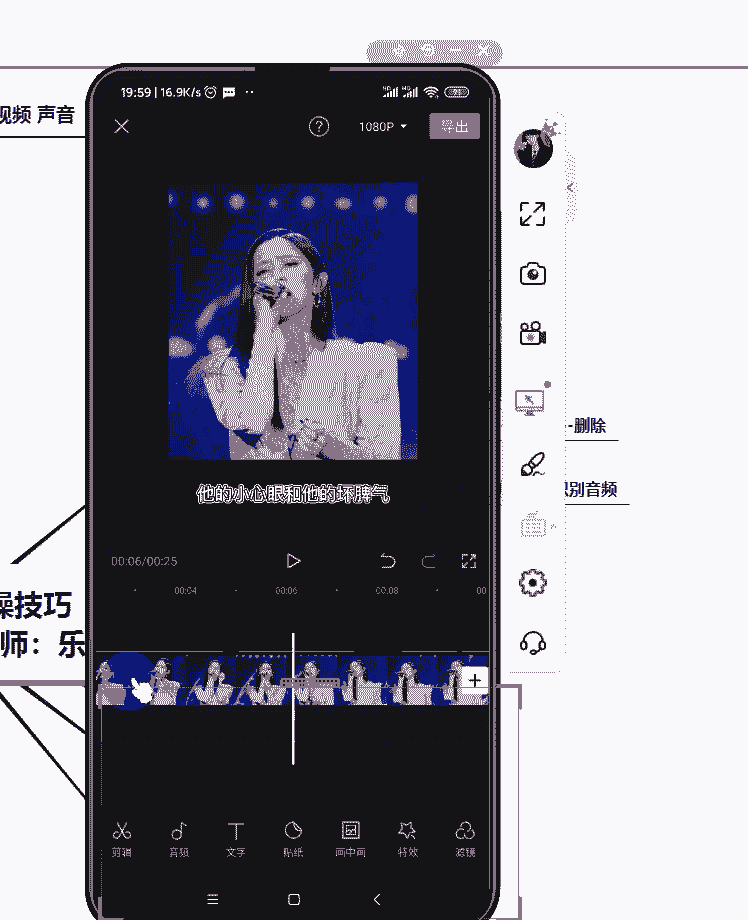 视频 声音
19:59 | 16.9K/s
1080P
导出
-删除
别音频
他的小心眼和他的坏脾气
00:06/00:25
00:04
00:06
00:08
00
操技巧
师：乐
剪辑
音频
文字
贴纸
画中画
特效
滤镜